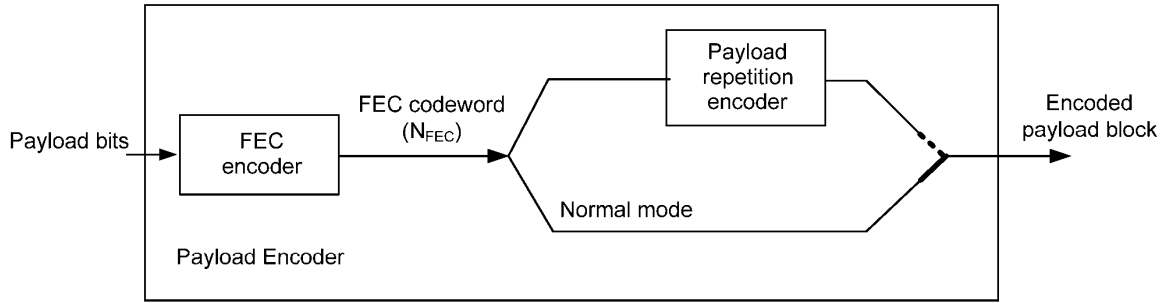 Payload bits
FEC
encoder
FEC codeword
(N_FEC)
Payload
repetition
encoder
Normal mode
Encoded
payload block
Payload Encoder